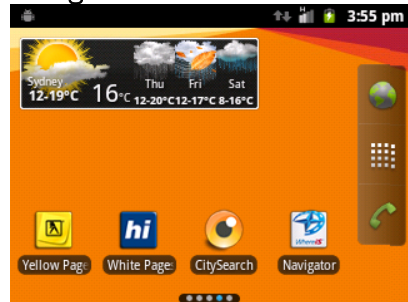 H
3:55 pm
Sydney
12-19°C
16°C
Thu
Fri
Sat
12-20°C 12-17°C 8-16°C
hi
WhereiS
Yellow Page
White Page
CitySearch
Navigator